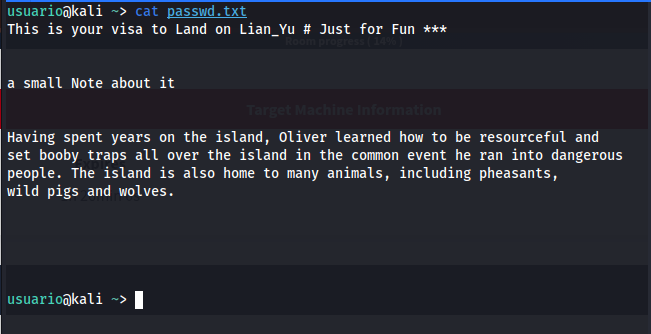 usuario@kali ~> cat passwd.txt
This is your visa to Land on Lian_Yu # Just for Fun ***
a small Note about it
Target Machine Information
Having spent years on the island, Oliver learned how to be resourceful and
set booby traps all over the island in the common event he ran into dangerous
people. The island is also home to many animals, including pheasants,
wild pigs and wolves.
usuario@kali ~>